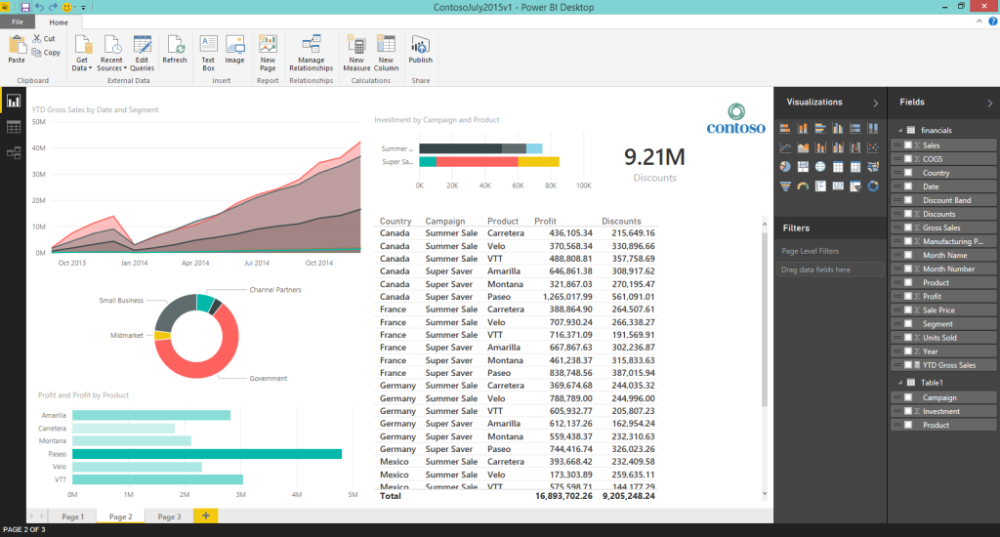 ContosoJuly2015v1 - Power BI Desktop
File Home
Paste
Cut
Copy
Get Data
Recent Sources
Edit Queries
Refresh
Text Box
Image
New Page
Manage Relationships
New Measure
New Column
Publish
Clipboard External Data Insert Report Relationships Calculations Share
YTD Gross Sales by Date and Segment
50M
40M
30M
20M
10M
0M
Oct 2013 Jan 2014 Apr 2014 Jul 2014 Oct 2014
Channel Partners
Small Business
Midmarket
Government
Profit and Profit by Product
Amarilla
Carretera
Montana
Paseo
Velo
VTT
0M 1M 2M 3M 4M 5M
Investment by Campaign and Product
Summer ...
Super Sa...
0K 20K 40K 60K 80K 100K
contoso
9.21M
Discounts
Country Campaign Product Profit Discounts
Canada Summer Sale Carretera 436,105.34 215,649.16
Canada Summer Sale Velo 370,568.34 330,896.66
Canada Summer Sale VTT 488,808.81 357,758.69
Canada Super Saver Amarilla 646,861.38 308,917.62
Canada Super Saver Montana 321,867.03 270,195.47
Canada Super Saver Paseo 1,265,017.99 561,091.01
France Summer Sale Carretera 388,864.90 264,507.61
France Summer Sale Velo 707,930.24 266,338.27
France Summer Sale VTT 716,371.09 191,569.91
France Super Saver Amarilla 667,867.63 302,236.87
France Super Saver Montana 461,238.37 315,833.63
France Super Saver Paseo 838,748.56 387,015.94
Germany Summer Sale Carretera 369,674.68 244,035.32
Germany Summer Sale Velo 788,789.00 244,996.00
Germany Summer Sale VTT 605,932.77 205,807.23
Germany Super Saver Amarilla 612,137.26 162,954.24
Germany Super Saver Montana 559,438.37 232,310.63
Germany Super Saver Paseo 744,416.74 326,023.26
Mexico Summer Sale Carretera 393,668.42 232,409.58
Mexico Summer Sale Velo 173,303.89 259,635.11
Mexico Summer Sale VTT 575,598.71 144,177.29
Total 16,893,702.26 9,205,248.24
Visualizations
Filters
Page Level Filters
Drag data fields here
Fields
financials
Sales
COGS
Country
Date
Discount Band
Discounts
Gross Sales
Manufacturing P...
Month Name
Month Number
Product
Profit
Sale Price
Segment
Units Sold
Year
YTD Gross Sales
Table1
Campaign
Investment
Product
Page 1 Page 2 Page 3 +
PAGE 2 OF 3